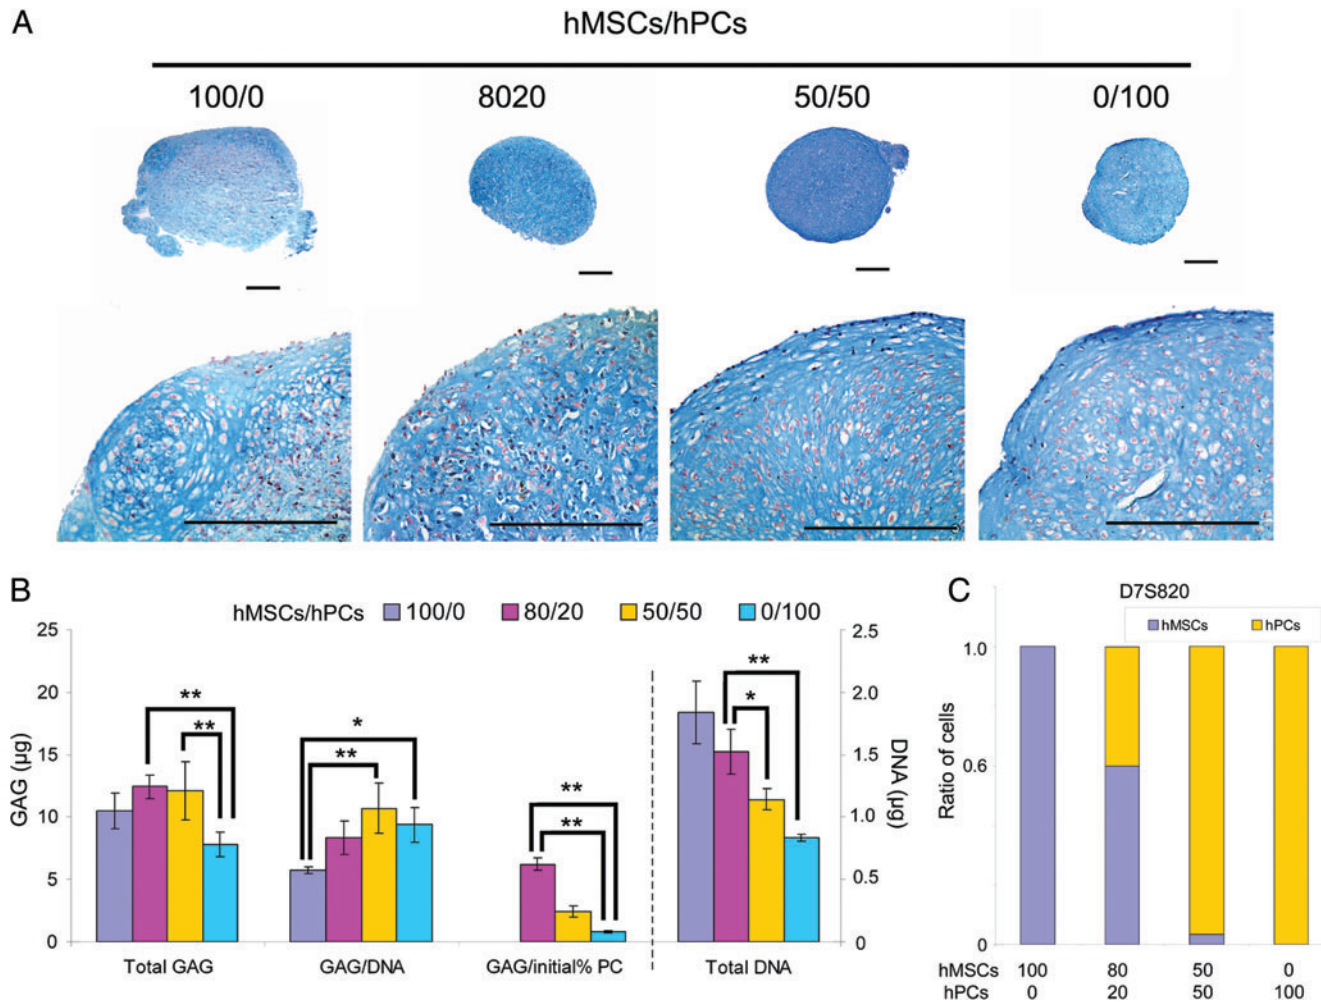 A
hMSCs/hPCs
100/0 8020 50/50 0/100
B
hMSCs/hPCs 100/0 80/20 50/50 0/100
25
20
15
10
5
0
GAG (µg)
** ** * ** ** ** ** *
2.5
2.0
1.5
1.0
0.5
0
DNA (µg)
Total GAG GAG/DNA GAG/initial% PC Total DNA
C
D7S820
hMSCs hPCs
1.0
0.6
0
Ratio of cells
hMSCs 100 80 50 0
hPCs 0 20 50 100